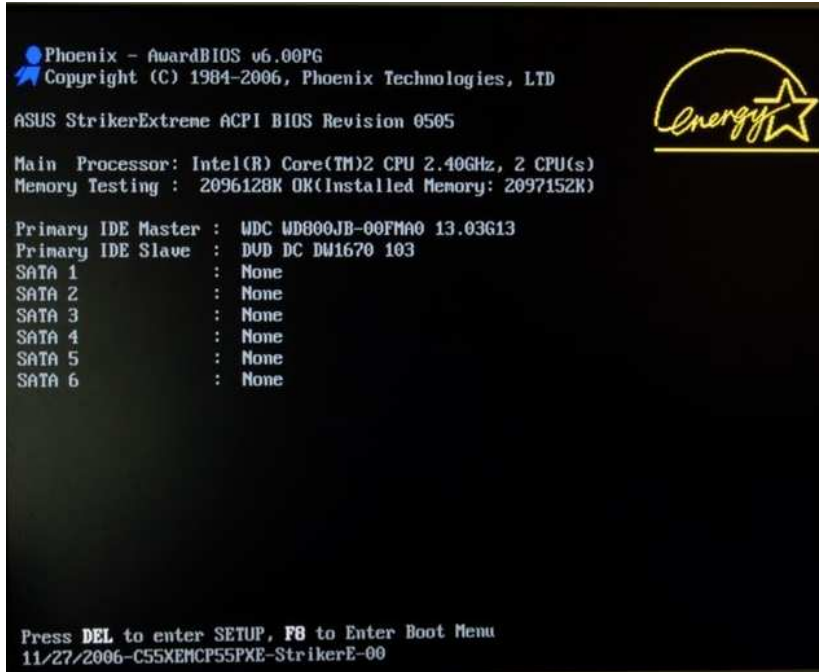 Phoenix - AwardBIOS v6.00PG
Copyright (C) 1984-2006, Phoenix Technologies, LTD
energy
ASUS StrikerExtreme ACPI BIOS Revision 0505
Main Processor: Intel(R) Core(TM)2 CPU 2.40GHz, 2 CPU(s)
Memory Testing : 2096128K OK(Installed Memory: 2097152K)
Primary IDE Master : WDC WD800JB-00FMA0 13.03G13
Primary IDE Slave : DVD DC DW1670 103
SATA 1 : None
SATA 2 : None
SATA 3 : None
SATA 4 : None
SATA 5 : None
SATA 6 : None
Press DEL to enter SETUP, F8 to Enter Boot Menu
11/27/2006-C55XEMCP55PXE-StrikerE-00